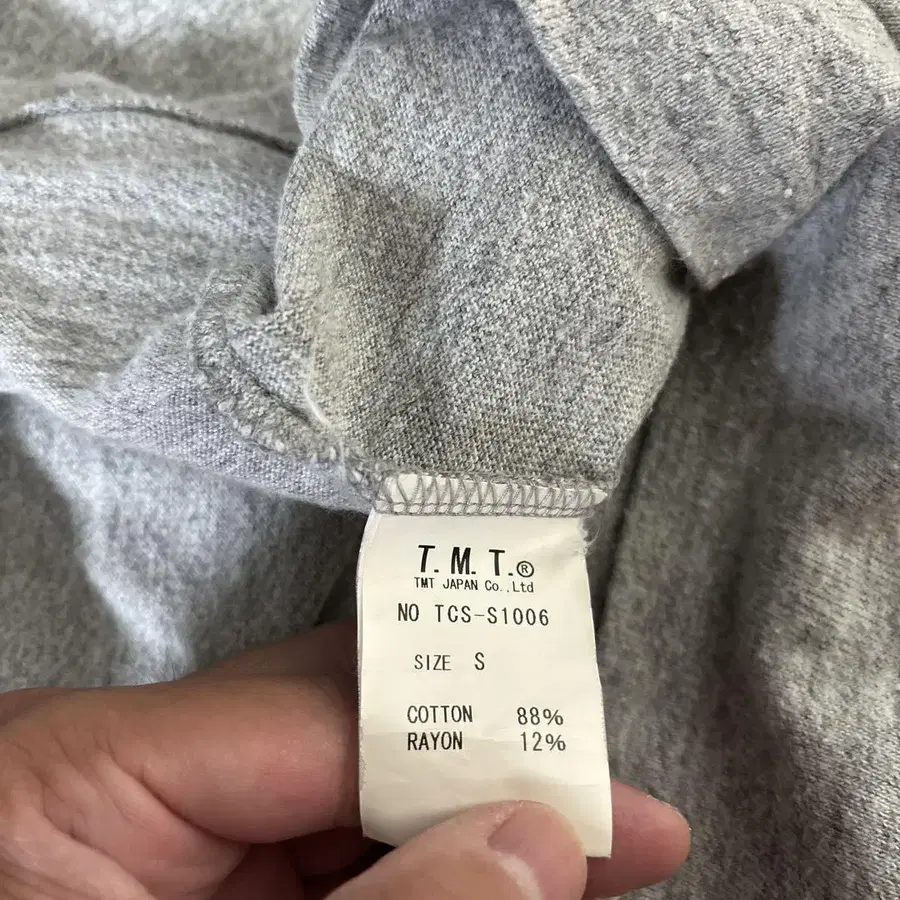 T. M. T.®
TMT JAPAN Co.,Ltd
NO TCS-S1006
SIZE S
COTTON 88%
RAYON 12%